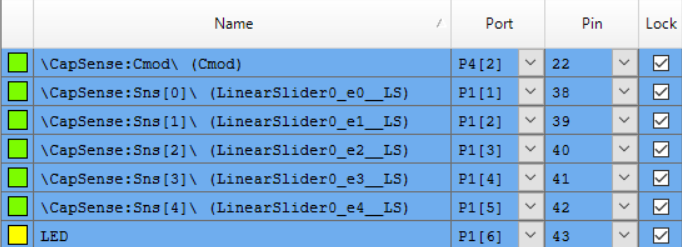 Name Port Pin Lock
\CapSense:Cmod\ (Cmod) P4[2] 22
\CapSense:Sns[0]\ (LinearSlider0_e0__LS) P1[1] 38
\CapSense:Sns[1]\ (LinearSlider0_e1__LS) P1[2] 39
\CapSense:Sns[2]\ (LinearSlider0_e2__LS) P1[3] 40
\CapSense:Sns[3]\ (LinearSlider0_e3__LS) P1[4] 41
\CapSense:Sns[4]\ (LinearSlider0_e4__LS) P1[5] 42
LED P1[6] 43